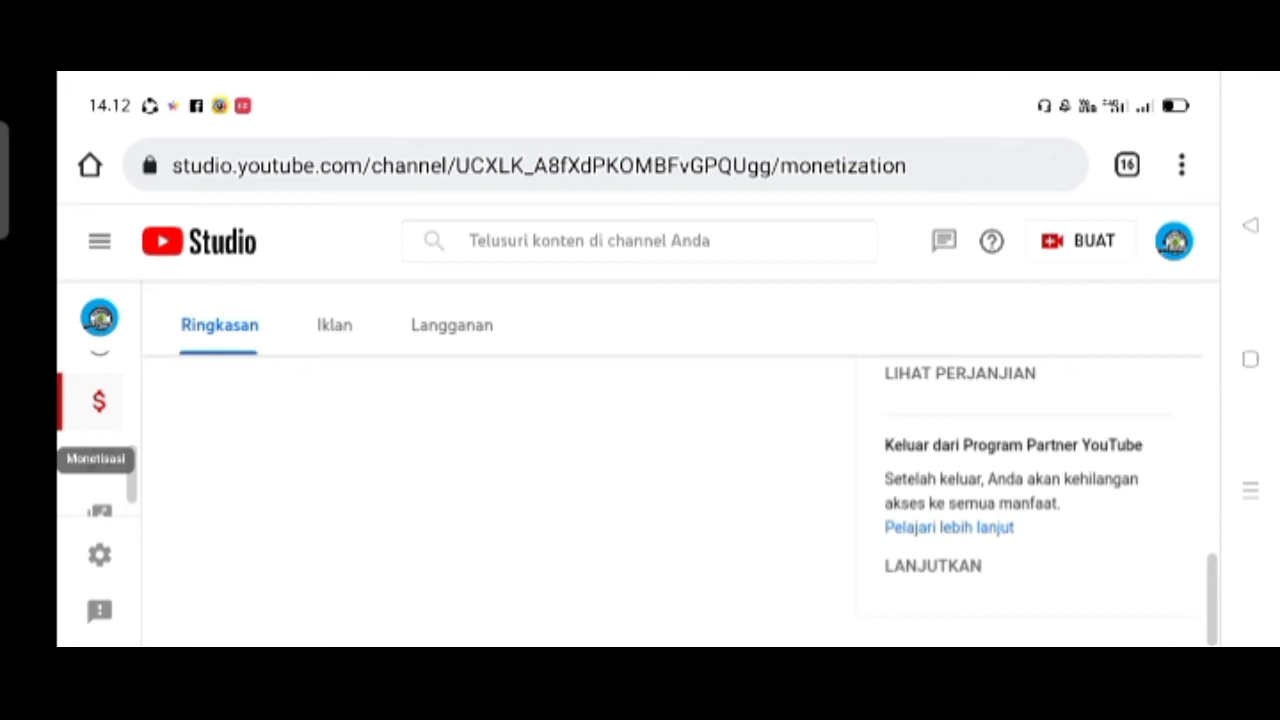 14.12
studio.youtube.com/channel/UCXLK_A8fXdPKOMBFvGPQUgg/monetization
16
Studio
Telusuri konten di channel Anda
BUAT
Ringkasan
Iklan
Langganan
LIHAT PERJANJIAN
Monetisasi
Keluar dari Program Partner YouTube
Setelah keluar, Anda akan kehilangan
akses ke semua manfaat.
Pelajari lebih lanjut
LANJUTKAN